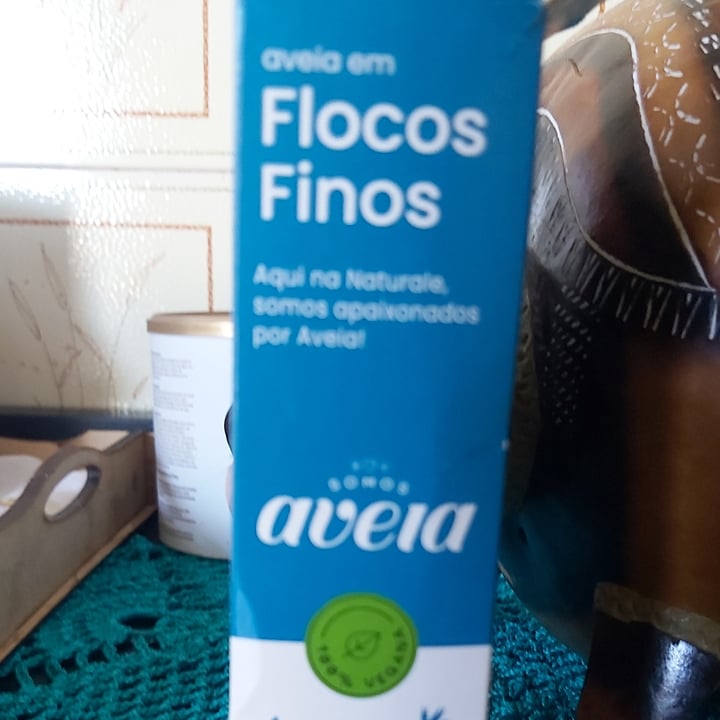 aveia em
Flocos
Finos
Aqui na Naturale,
somos apaixonados
por Aveia!
SOMOS
aveia
100% VEGANA